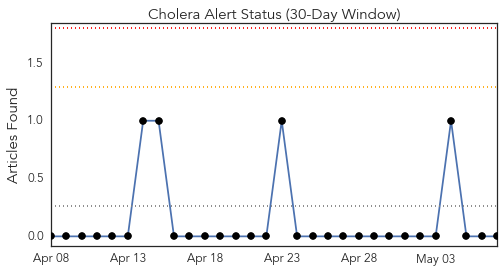 Cholera Alert Status (30-Day Window)
Articles Found
1.5
1.0
0.5
0.0
Apr 08 Apr 13 Apr 18 Apr 23 Apr 28 May 03